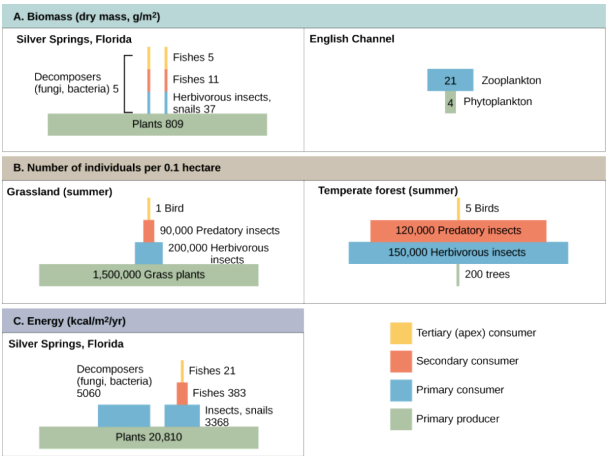 A. Biomass (dry mass, g/m²)
Silver Springs, Florida
Decomposers
(fungi, bacteria) 5
Fishes 5
Fishes 11
Herbivorous insects,
snails 37
Plants 809
English Channel
21
Zooplankton
4
Phytoplankton
B. Number of individuals per 0.1 hectare
Grassland (summer)
1 Bird
90,000 Predatory insects
200,000 Herbivorous
insects
1,500,000 Grass plants
Temperate forest (summer)
5 Birds
120,000 Predatory insects
150,000 Herbivorous insects
200 trees
C. Energy (kcal/m²/yr)
Silver Springs, Florida
Decomposers
(fungi, bacteria)
5060
Fishes 21
Fishes 383
Insects, snails
3368
Plants 20,810
Tertiary (apex) consumer
Secondary consumer
Primary consumer
Primary producer